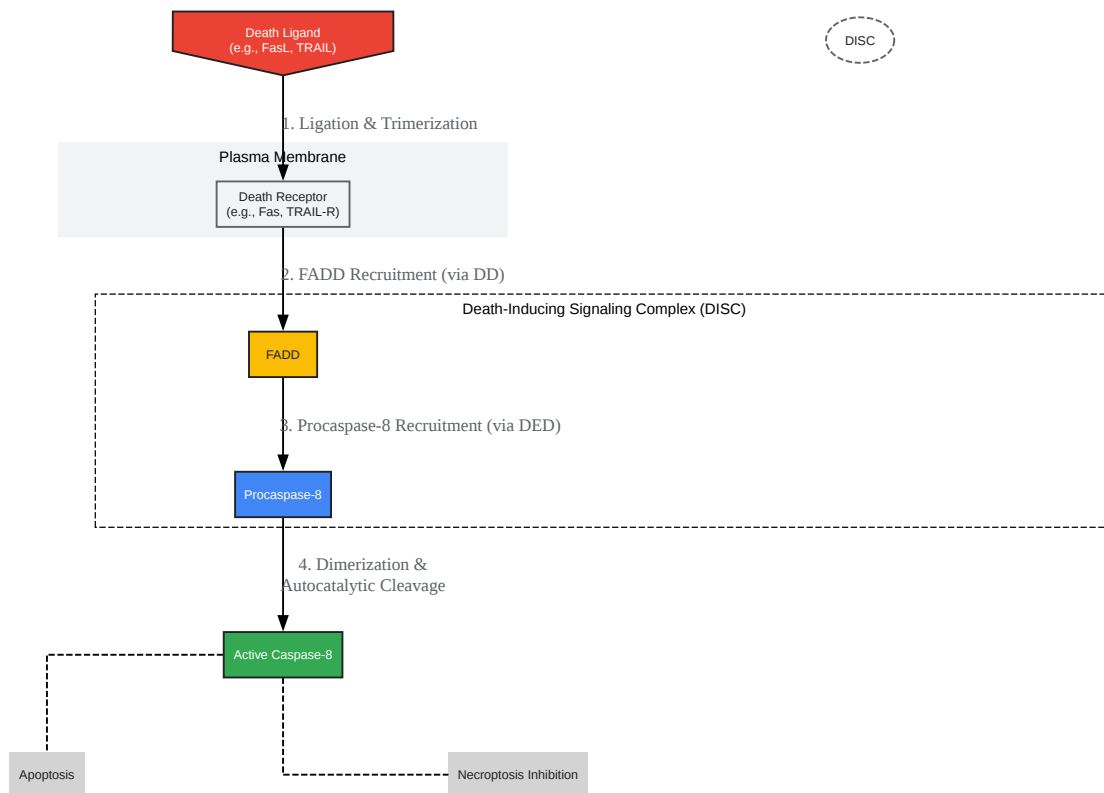 Death Ligand
(e.g., FasL, TRAIL)
DISC
1. Ligation & Trimerization
Plasma Membrane
Death Receptor
(e.g., Fas, TRAIL-R)
2. FADD Recruitment (via DD)
Death-Inducing Signaling Complex (DISC)
FADD
3. Procaspase-8 Recruitment (via DED)
Procaspase-8
4. Dimerization &
Autocatalytic Cleavage
Active Caspase-8
Apoptosis
Necroptosis Inhibition